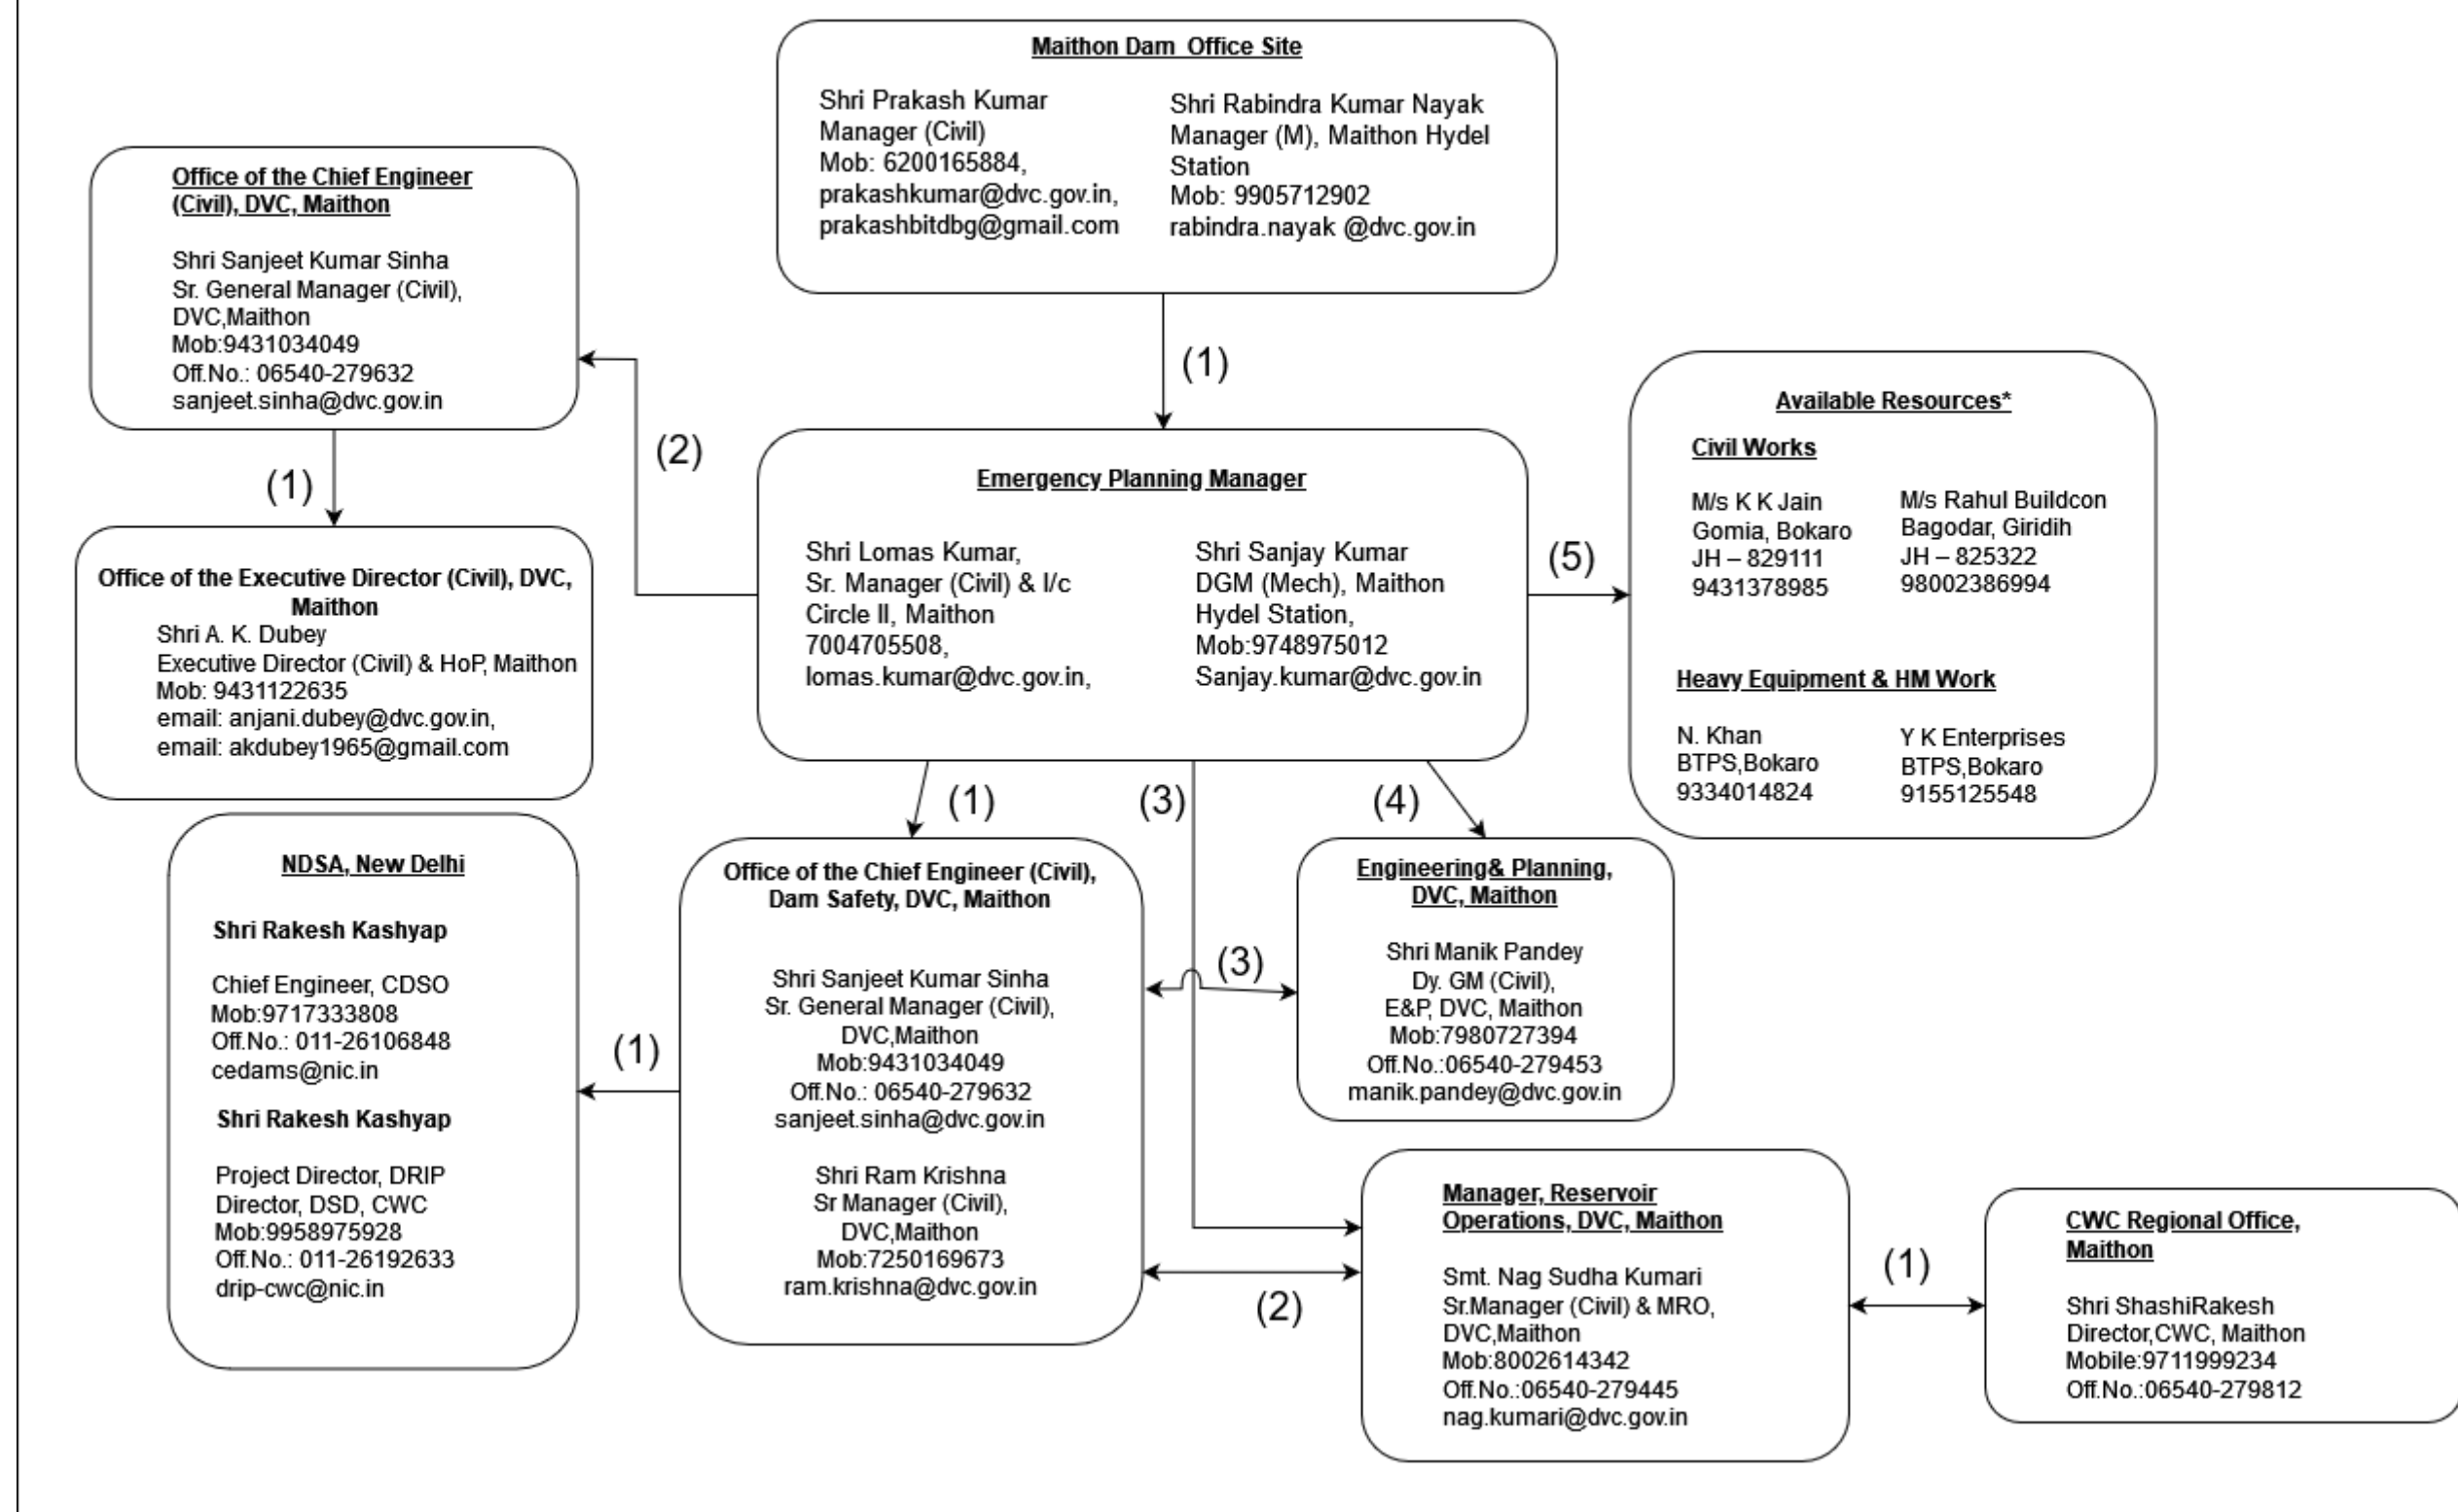 Maithon Dam  Office Site
Shri Prakash Kumar
Manager (Civil)
Mob: 6200165884,
prakashkumar@dvc.gov.in,
prakashbitdbg@gmail.com
Shri Rabindra Kumar Nayak
Manager (M), Maithon Hydel
Station
Mob: 9905712902
rabindra.nayak @dvc.gov.in
(1)
Office of the Chief Engineer
(Civil), DVC, Maithon
Shri Sanjeet Kumar Sinha
Sr. General Manager (Civil),
DVC,Maithon
Mob:9431034049
Off.No.: 06540-279632
sanjeet.sinha@dvc.gov.in
(2)
(1)
Office of the Executive Director (Civil), DVC,
Maithon
Shri A. K. Dubey
Executive Director (Civil) & HoP, Maithon
Mob: 9431122635
email: anjani.dubey@dvc.gov.in,
email: akdubey1965@gmail.com
Emergency Planning Manager
Shri Lomas Kumar,
Sr. Manager (Civil) & I/c
Circle II, Maithon
7004705508,
lomas.kumar@dvc.gov.in,
Shri Sanjay Kumar
DGM (Mech), Maithon
Hydel Station,
Mob:9748975012
Sanjay.kumar@dvc.gov.in
(5)
Available Resources*
Civil Works
M/s K K Jain
Gomia, Bokaro
JH – 829111
9431378985
M/s Rahul Buildcon
Bagodar, Giridih
JH – 825322
98002386994
Heavy Equipment & HM Work
N. Khan
BTPS,Bokaro
9334014824
Y K Enterprises
BTPS,Bokaro
9155125548
(1)
(3)
(4)
NDSA, New Delhi
Shri Rakesh Kashyap
Chief Engineer, CDSO
Mob:9717333808
Off.No.: 011-26106848
cedams@nic.in
Shri Rakesh Kashyap
Project Director, DRIP
Director, DSD, CWC
Mob:9958975928
Off.No.: 011-26192633
drip-cwc@nic.in
(1)
Office of the Chief Engineer (Civil),
Dam Safety, DVC, Maithon
Shri Sanjeet Kumar Sinha
Sr. General Manager (Civil),
DVC,Maithon
Mob:9431034049
Off.No.: 06540-279632
sanjeet.sinha@dvc.gov.in
Shri Ram Krishna
Sr Manager (Civil),
DVC,Maithon
Mob:7250169673
ram.krishna@dvc.gov.in
(3)
Engineering& Planning,
DVC, Maithon
Shri Manik Pandey
Dy. GM (Civil),
E&P, DVC, Maithon
Mob:7980727394
Off.No.:06540-279453
manik.pandey@dvc.gov.in
(2)
Manager, Reservoir
Operations, DVC, Maithon
Smt. Nag Sudha Kumari
Sr.Manager (Civil) & MRO,
DVC,Maithon
Mob:8002614342
Off.No.:06540-279445
nag.kumari@dvc.gov.in
(1)
CWC Regional Office,
Maithon
Shri ShashiRakesh
Director,CWC, Maithon
Mobile:9711999234
Off.No.:06540-279812